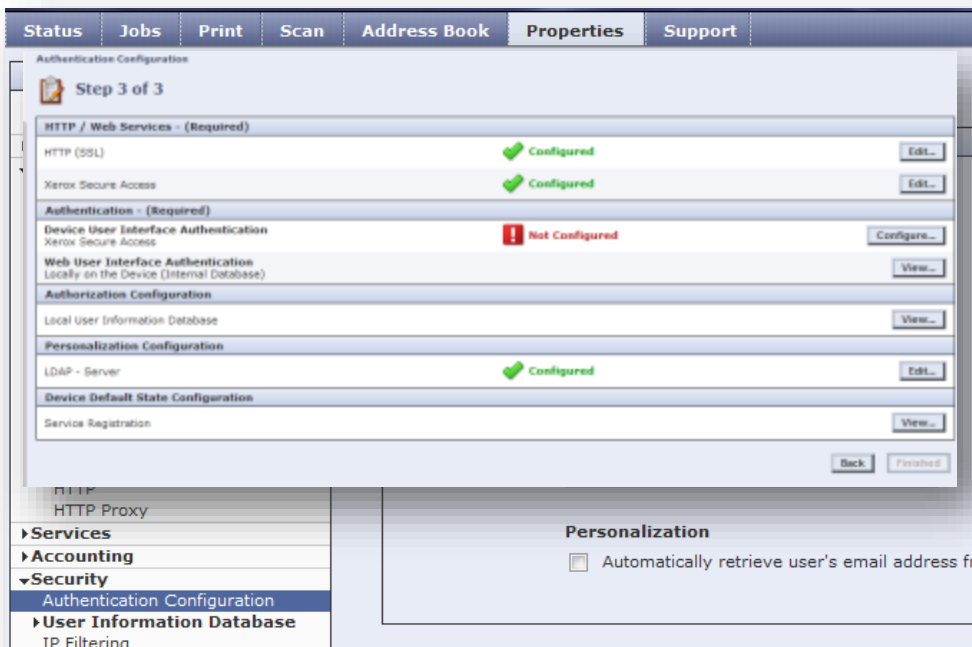 Status Jobs Print Scan Address Book Properties Support
Authentication Configuration
Step 3 of 3
HTTP / Web Services - (Required)
HTTP (SSL) Configured Edit...
Xerox Secure Access Configured Edit...
Authentication - (Required)
Device User Interface Authentication
Xerox Secure Access Not Configured Configure...
Web User Interface Authentication
Locally on the Device (Internal Database) View...
Authorization Configuration
Local User Information Database View...
Personalization Configuration
LDAP - Server Configured Edit...
Device Default State Configuration
Service Registration View...
Back Finished
HTTP
HTTP Proxy
Services
Accounting
Security
Authentication Configuration
User Information Database
IP Filtering
Personalization
Automatically retrieve user's email address